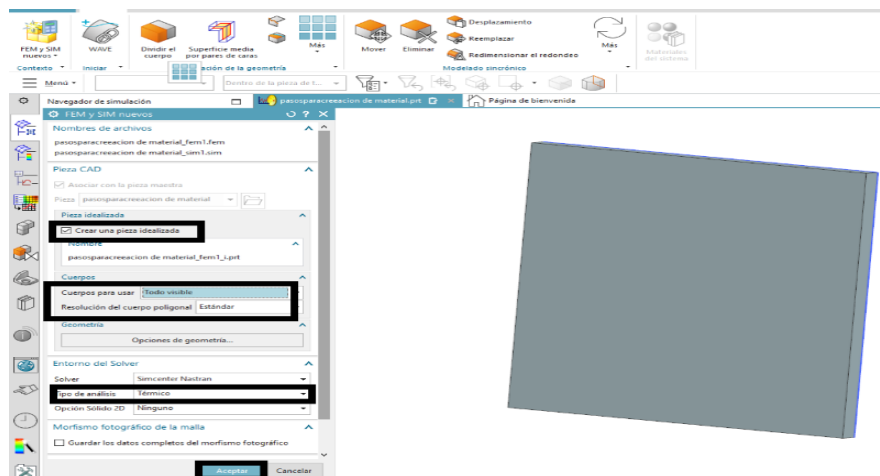 Desplazamiento
Reemplazar
Redimensionar el redondeo
FEM y SIM
nuevos
WAVE
Dividir el
cuerpo
Superficie media
por pares de caras
Más
Mover
Eliminar
Más
Materiales
del sistema
Contexto
Iniciar
ación de la geometría
Modelado sincrónico
Menú
Dentro de la pieza de t...
Navegador de simulación
pasosparacreeacion de material.prt
Página de bienvenida
FEM y SIM nuevos
Nombres de archivos
pasosparacreeacion de material_fem1.fem
pasosparacreeacion de material_sim1.sim
Pieza CAD
Asociar con la pieza maestra
Pieza pasosparacreeacion de material
Pieza idealizada
Crear una pieza idealizada
Nombre
pasosparacreeacion de material_fem1_i.prt
Cuerpos
Cuerpos para usar Todo visible
Resolución del cuerpo poligonal Estándar
Geometría
Opciones de geometría...
Entorno del Solver
Solver Simcenter Nastran
Tipo de análisis Térmico
Opción Sólido 2D Ninguno
Morfismo fotográfico de la malla
Guardar los datos completos del morfismo fotográfico
Aceptar Cancelar